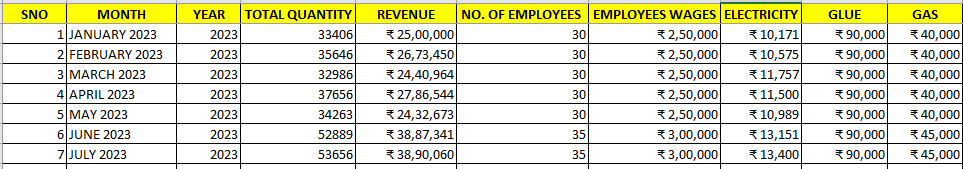 SNO MONTH YEAR TOTAL QUANTITY REVENUE NO. OF EMPLOYEES EMPLOYEES WAGES ELECTRICITY GLUE GAS
1 JANUARY 2023 2023 33406 ₹ 25,00,000 30 ₹ 2,50,000 ₹ 10,171 ₹ 90,000 ₹ 40,000
2 FEBRUARY 2023 2023 35646 ₹ 26,73,450 30 ₹ 2,50,000 ₹ 10,575 ₹ 90,000 ₹ 40,000
3 MARCH 2023 2023 32986 ₹ 24,40,964 30 ₹ 2,50,000 ₹ 11,757 ₹ 90,000 ₹ 40,000
4 APRIL 2023 2023 37656 ₹ 27,86,544 30 ₹ 2,50,000 ₹ 11,500 ₹ 90,000 ₹ 40,000
5 MAY 2023 2023 34263 ₹ 24,32,673 30 ₹ 2,50,000 ₹ 10,989 ₹ 90,000 ₹ 40,000
6 JUNE 2023 2023 52889 ₹ 38,87,341 35 ₹ 3,00,000 ₹ 13,151 ₹ 90,000 ₹ 45,000
7 JULY 2023 2023 53656 ₹ 38,90,060 35 ₹ 3,00,000 ₹ 13,400 ₹ 90,000 ₹ 45,000